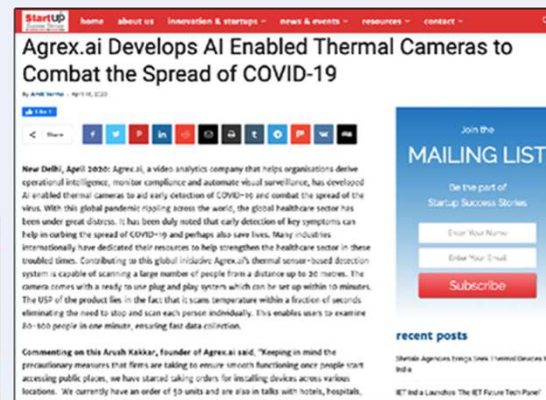 StartUP
home about us innovation & startups news & events resources contact
Agrex.ai Develops AI Enabled Thermal Cameras to
Combat the Spread of COVID-19
By Amit Verma - April 16, 2020
Share
New Delhi, April 2020: Agrex.ai, a video analytics company that helps organisations derive
operational intelligence, monitor compliance and automate visual surveillance, has developed
AI enabled thermal cameras to aid early detection of COVID-19 and combat the spread of the
virus. With this global pandemic rippling across the world, the global healthcare sector has
been under great distress. It has been duly noted that early detection of key symptoms can
help in curbing the spread of COVID-19 and perhaps also save lives. Many industries
internationally have dedicated their resources to help strengthen the healthcare sector in these
troubled times. Contributing to this global initiative Agrex.ai's thermal sensor-based detection
system is capable of scanning a large number of people from a distance up to 20 metres. The
camera comes with a ready to use plug and play system which can be set up within 10 minutes.
The USP of the product lies in the fact that it scans temperature within a fraction of seconds
eliminating the need to stop and scan each person individually. This enables users to examine
80-100 people in one minute, ensuring fast data collection.
Commenting on this Arush Kakkar, founder of Agrex.ai said, "Keeping in mind the
precautionary measures that firms are taking to ensure smooth functioning once people start
accessing public places, we have started taking orders for installing devices across various
locations. We currently have an order of 50 units and are also in talks with hotels, hospitals,
Join the
MAILING LIST
Be the part of
Startup Success Stories
Enter Your Name
Enter Your Email
Subscribe
recent posts
Shetala Agencies brings Seek Thermal Devices t
India
IET India Launches 'The IET Future Tech Panel'